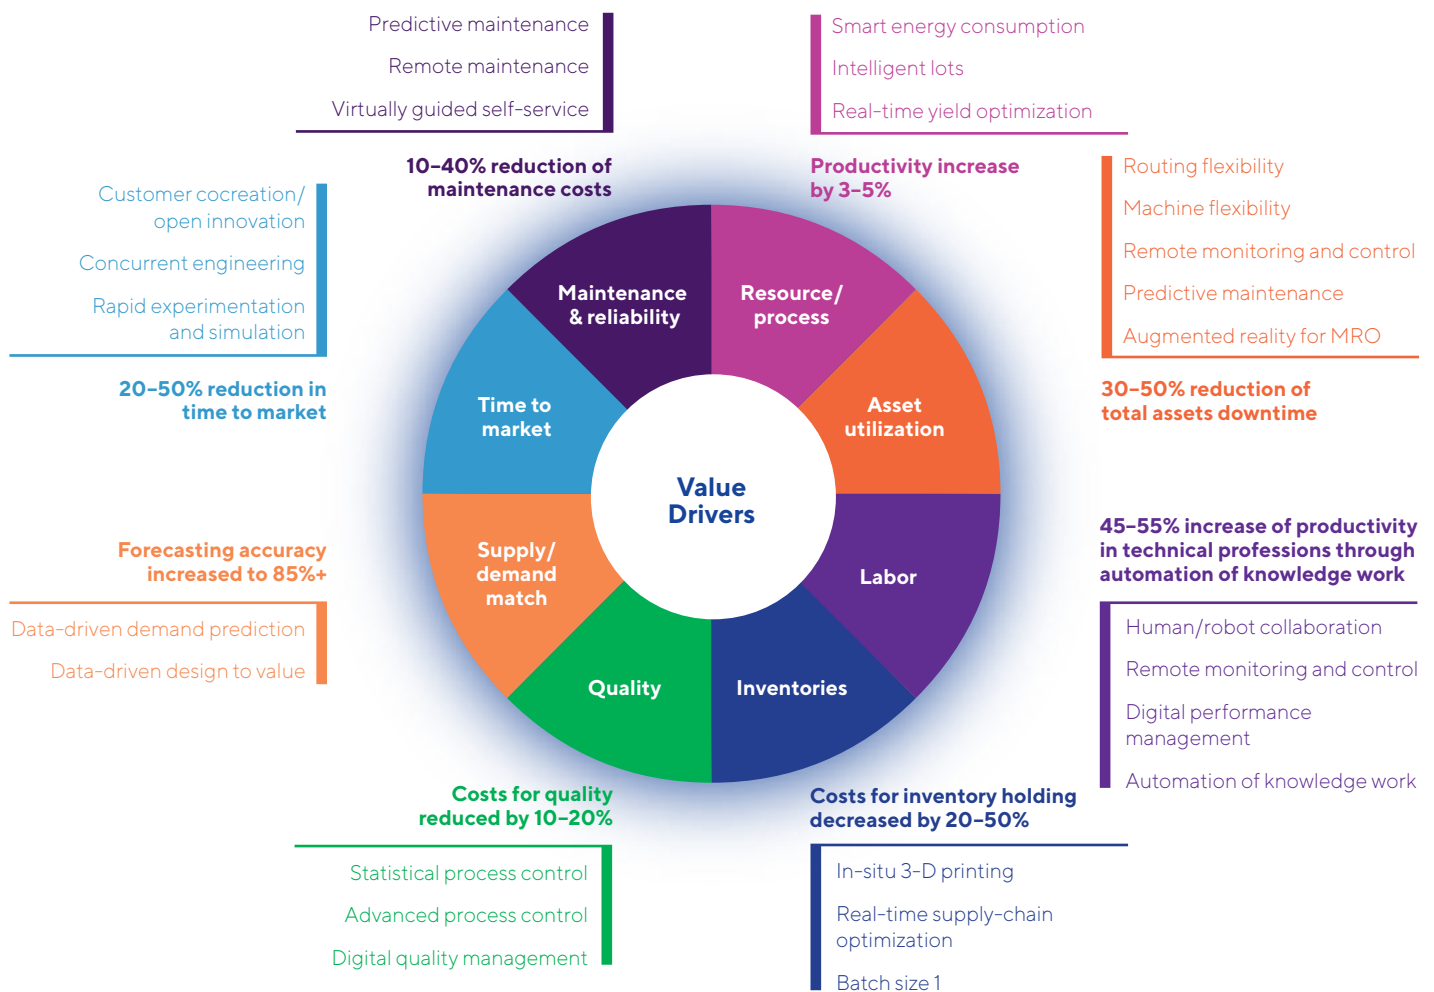 Predictive maintenance
Remote maintenance
Virtually guided self-service
10–40% reduction of
maintenance costs
Smart energy consumption
Intelligent lots
Real-time yield optimization
Productivity increase
by 3–5%
Customer cocreation/
open innovation
Concurrent engineering
Rapid experimentation
and simulation
20–50% reduction in
time to market
Routing flexibility
Machine flexibility
Remote monitoring and control
Predictive maintenance
Augmented reality for MRO
30–50% reduction of
total assets downtime
Maintenance
& reliability
Resource/
process
Time to
market
Asset
utilization
Value
Drivers
Supply/
demand
match
Labor
Quality
Inventories
Forecasting accuracy
increased to 85%+
Data-driven demand prediction
Data-driven design to value
45–55% increase of productivity
in technical professions through
automation of knowledge work
Human/robot collaboration
Remote monitoring and control
Digital performance
management
Automation of knowledge work
Costs for quality
reduced by 10–20%
Statistical process control
Advanced process control
Digital quality management
Costs for inventory holding
decreased by 20–50%
In-situ 3-D printing
Real-time supply-chain
optimization
Batch size 1